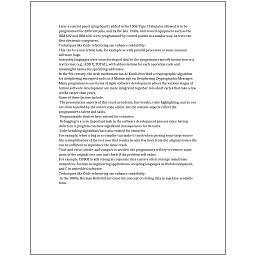 Later a control panel (plug board) added to his 1906 Type I Tabulator allowed it to be
programmed for different jobs, and by the late 1940s, unit record equipment such as the
IBM 602 and IBM 604, were programmed by control panels in a similar way, as were the
first electronic computers.
Techniques like Code refactoring can enhance readability.
This can be a non-trivial task, for example as with parallel processes or some unusual
software bugs.
Assembly languages were soon developed that let the programmer specify instruction in a
text format (e.g., ADD X, TOTAL), with abbreviations for each operation code and
meaningful names for specifying addresses.
In the 9th century, the Arab mathematician Al-Kindi described a cryptographic algorithm
for deciphering encrypted code, in A Manuscript on Deciphering Cryptographic Messages.
Many programmers use forms of Agile software development where the various stages of
formal software development are more integrated together into short cycles that take a few
weeks rather than years.
Some of these factors include:
The presentation aspects of this (such as indents, line breaks, color highlighting, and so on)
are often handled by the source code editor, but the content aspects reflect the
programmer's talent and skills.
Programmable devices have existed for centuries.
Debugging is a very important task in the software development process since having
defects in a program can have significant consequences for its users.
Code-breaking algorithms have also existed for centuries.
For example, when a bug in a compiler can make it crash when parsing some large source
file, a simplification of the test case that results in only few lines from the original source file
can be sufficient to reproduce the same crash.
Trial-and-error/divide-and-conquer is needed: the programmer will try to remove some
parts of the original test case and check if the problem still exists.
For example, COBOL is still strong in corporate data centers often on large mainframe
computers, Fortran in engineering applications, scripting languages in Web development,
and C in embedded software.
Techniques like Code refactoring can enhance readability.
In the 1880s, Herman Hollerith invented the concept of storing data in machine-readable
form.